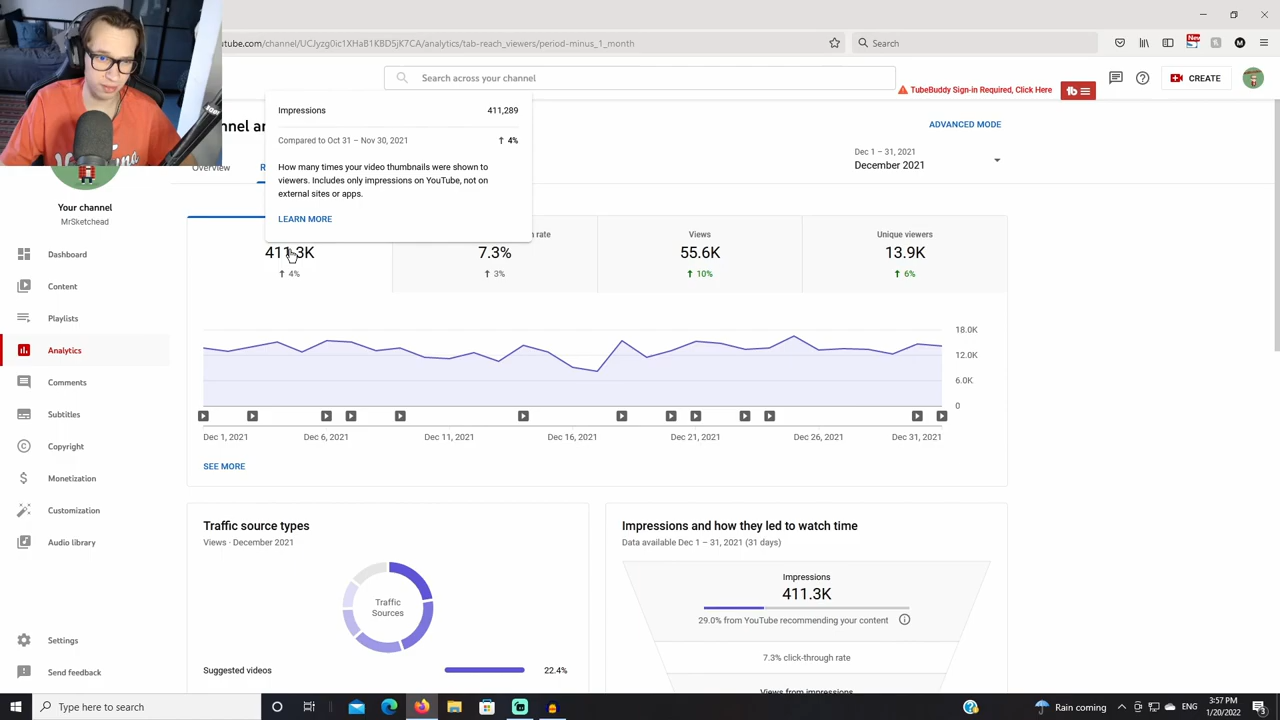 tube.com/channel/UCJyzg0ic1XHaB1KBD5jK7CA/analytics/tab-reach_viewers/period-minus_1_month
Search
New
Search across your channel
CREATE
TubeBuddy Sign-in Required, Click Here
tb
Impressions 411,289
Compared to Oct 31 – Nov 30, 2021 ↑ 4%
How many times your video thumbnails were shown to
viewers. Includes only impressions on YouTube, not on
external sites or apps.
LEARN MORE
ADVANCED MODE
Overview
Dec 1 – 31, 2021
December 2021
Your channel
MrSketchead
Dashboard
Content
Playlists
Analytics
Comments
Subtitles
Copyright
Monetization
Customization
Audio library
Settings
Send feedback
411.3K
↑ 4%
rate
7.3%
↑ 3%
Views
55.6K
↑ 10%
Unique viewers
13.9K
↑ 6%
18.0K
12.0K
6.0K
0
Dec 1, 2021 Dec 6, 2021 Dec 11, 2021 Dec 16, 2021 Dec 21, 2021 Dec 26, 2021 Dec 31, 2021
SEE MORE
Traffic source types
Views · December 2021
Traffic
Sources
Suggested videos 22.4%
Impressions and how they led to watch time
Data available Dec 1 – 31, 2021 (31 days)
Impressions
411.3K
29.0% from YouTube recommending your content
7.3% click-through rate
Views from impressions
Type here to search
Rain coming
3:57 PM
1/20/2022